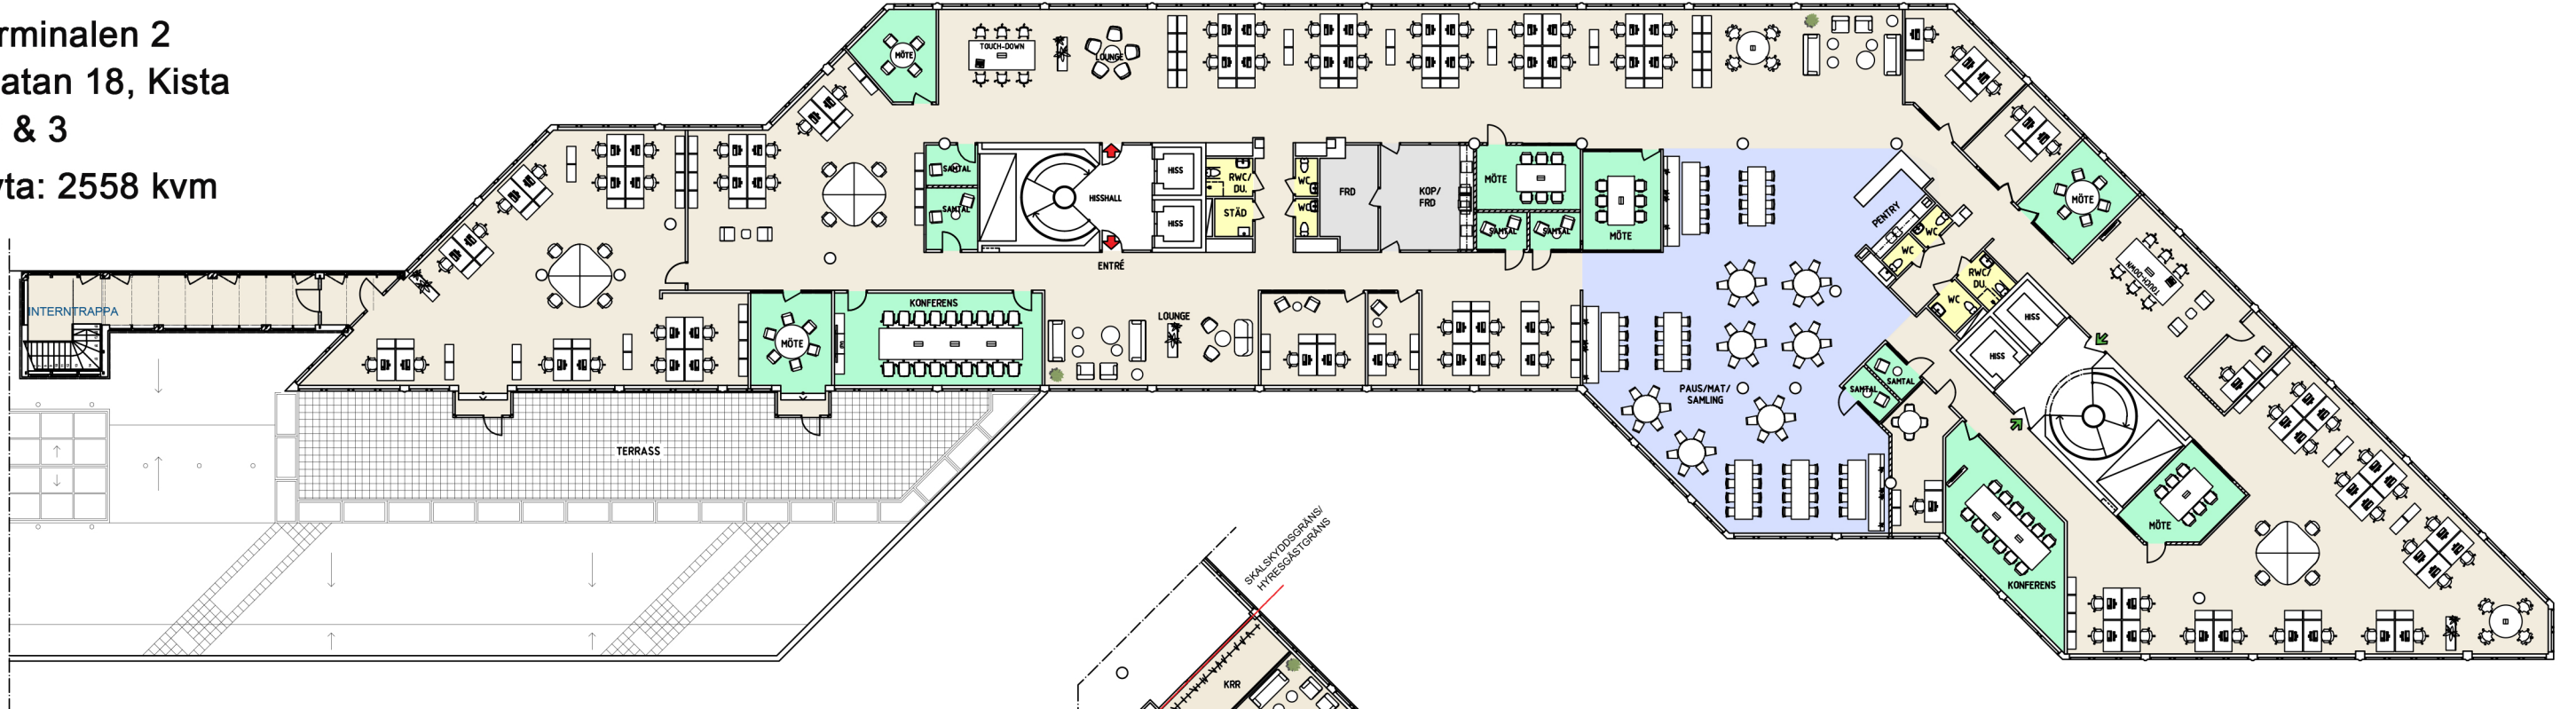 rminalen 2
atan 18, Kista
& 3
yta: 2558 kvm
MÖTE
TOUCH-DOWN
LOUNGE
SAMTAL
SAMTAL
HISSHALL
HISS
HISS
RWC/
DU.
STÄD
WC
WC
FRD
KOP/
FRD
MÖTE
SAMTAL
SAMTAL
MÖTE
PENTRY
WC
WC
RWC/
DU.
WC
MÖTE
TOUCH-DOWN
HISS
HISS
ENTRÉ
INTERNTRAPPA
MÖTE
KONFERENS
LOUNGE
PAUS/MAT/
SAMLING
SAMTAL
SAMTAL
TERRASS
MÖTE
KONFERENS
SKALSKYDDSGRÄNS/
HYRESGÄSTGRÄNS
KRR